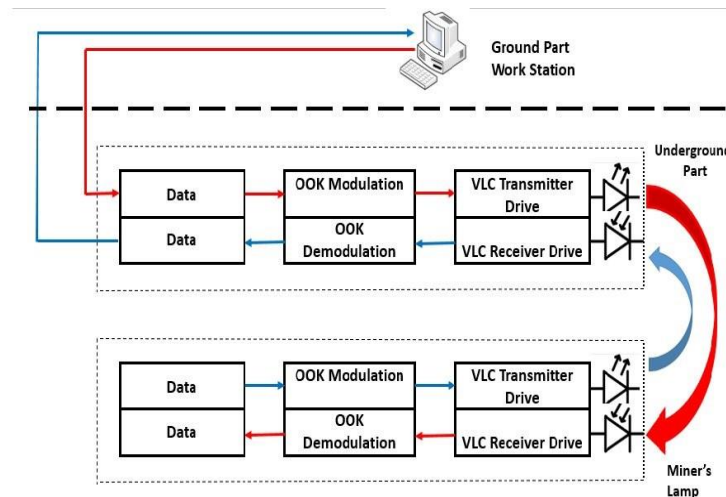 Ground Part
Work Station
Underground
Part
Data
OOK Modulation
VLC Transmitter
Drive
Data
OOK
Demodulation
VLC Receiver Drive
Data
OOK Modulation
VLC Transmitter
Drive
Data
OOK
Demodulation
VLC Receiver Drive
Miner's
Lamp